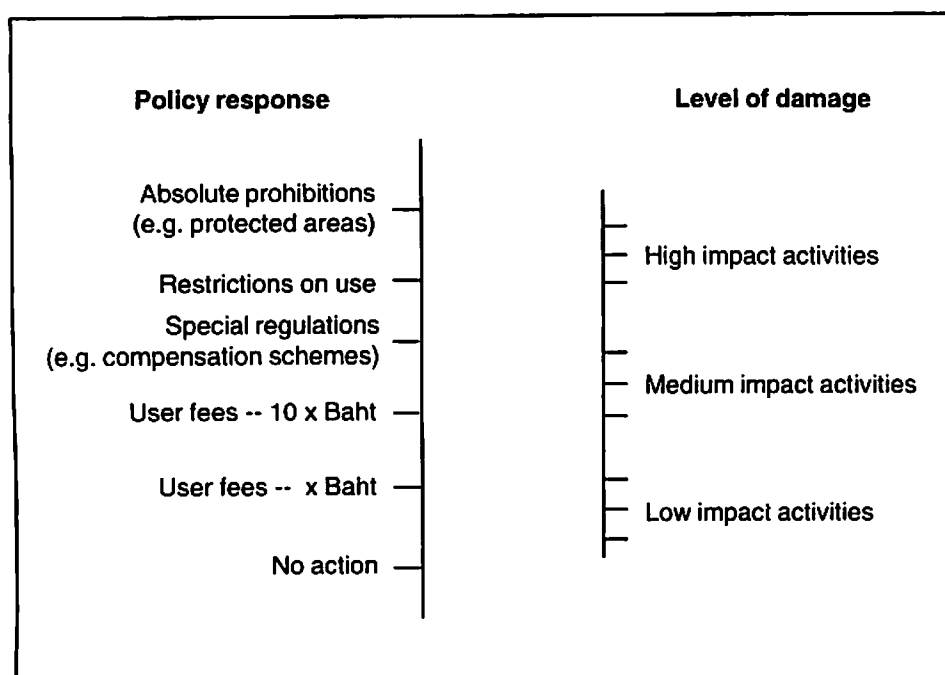 Policy response
Level of damage
Absolute prohibitions
(e.g. protected areas)
High impact activities
Restrictions on use
Special regulations
(e.g. compensation schemes)
Medium impact activities
User fees -- 10 x Baht
User fees -- x Baht
Low impact activities
No action